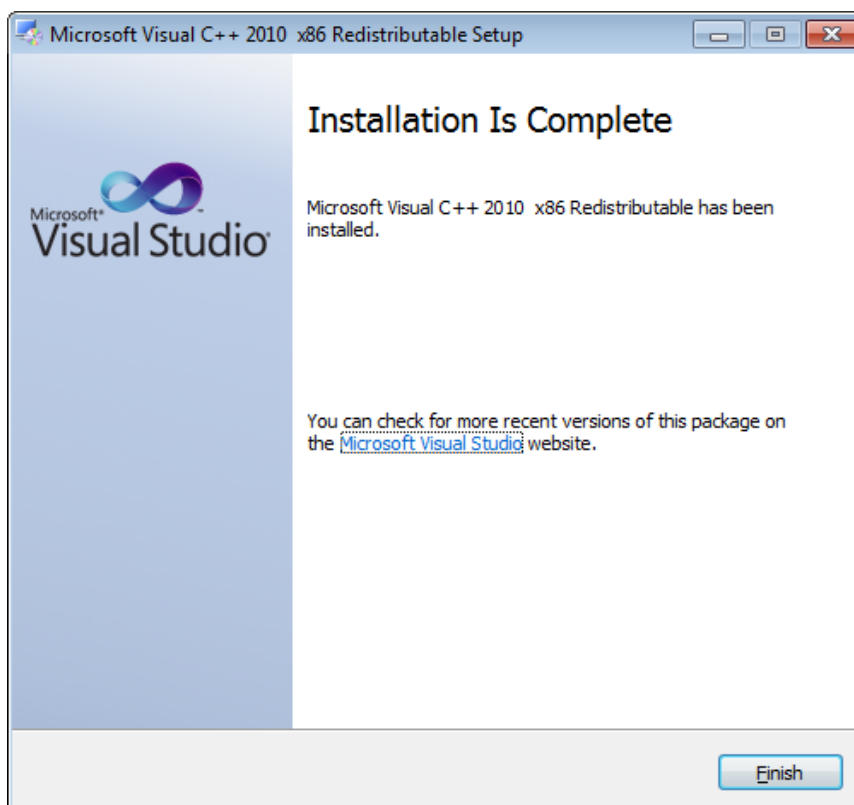 Microsoft Visual C++ 2010  x86 Redistributable Setup
Installation Is Complete
Microsoft®
Visual Studio®
Microsoft Visual C++ 2010  x86 Redistributable has been
installed.
You can check for more recent versions of this package on
the Microsoft Visual Studio website.
Finish